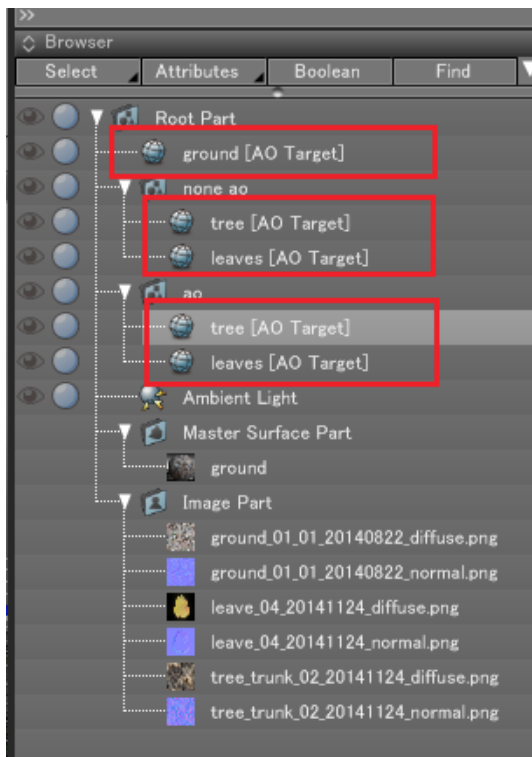 Browser
Select Attributes Boolean Find
Root Part
ground [AO Target]
none ao
tree [AO Target]
leaves [AO Target]
ao
tree [AO Target]
leaves [AO Target]
Ambient Light
Master Surface Part
ground
Image Part
ground_01_01_20140822_diffuse.png
ground_01_01_20140822_normal.png
leave_04_20141124_diffuse.png
leave_04_20141124_normal.png
tree_trunk_02_20141124_diffuse.png
tree_trunk_02_20141124_normal.png